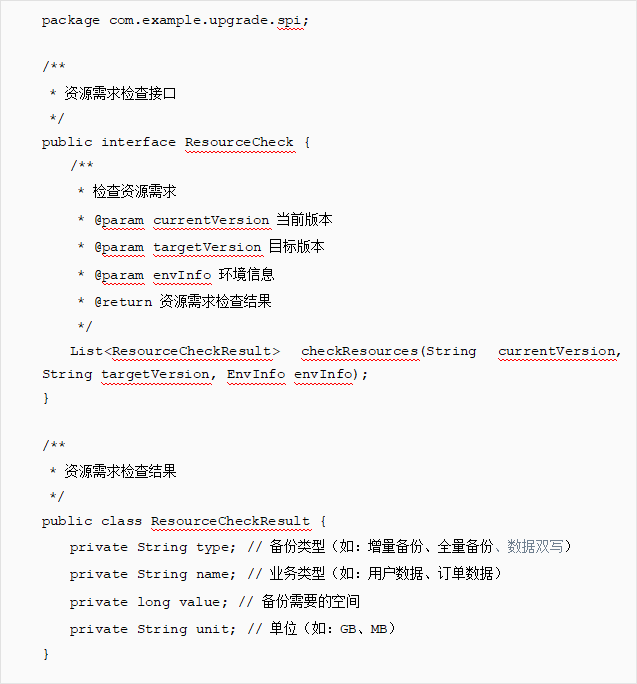 package com.example.upgrade.spi;
/**
* 资源需求检查接口
*/
public interface ResourceCheck {
/**
* 检查资源需求
* @param currentVersion 当前版本
* @param targetVersion 目标版本
* @param envInfo 环境信息
* @return 资源需求检查结果
*/
List<ResourceCheckResult> checkResources(String currentVersion,
String targetVersion, EnvInfo envInfo);
}
/**
* 资源需求检查结果
*/
public class ResourceCheckResult {
private String type; // 备份类型（如：增量备份、全量备份、数据双写）
private String name; // 业务类型（如：用户数据、订单数据）
private long value; // 备份需要的空间
private String unit; // 单位（如：GB、MB）
}